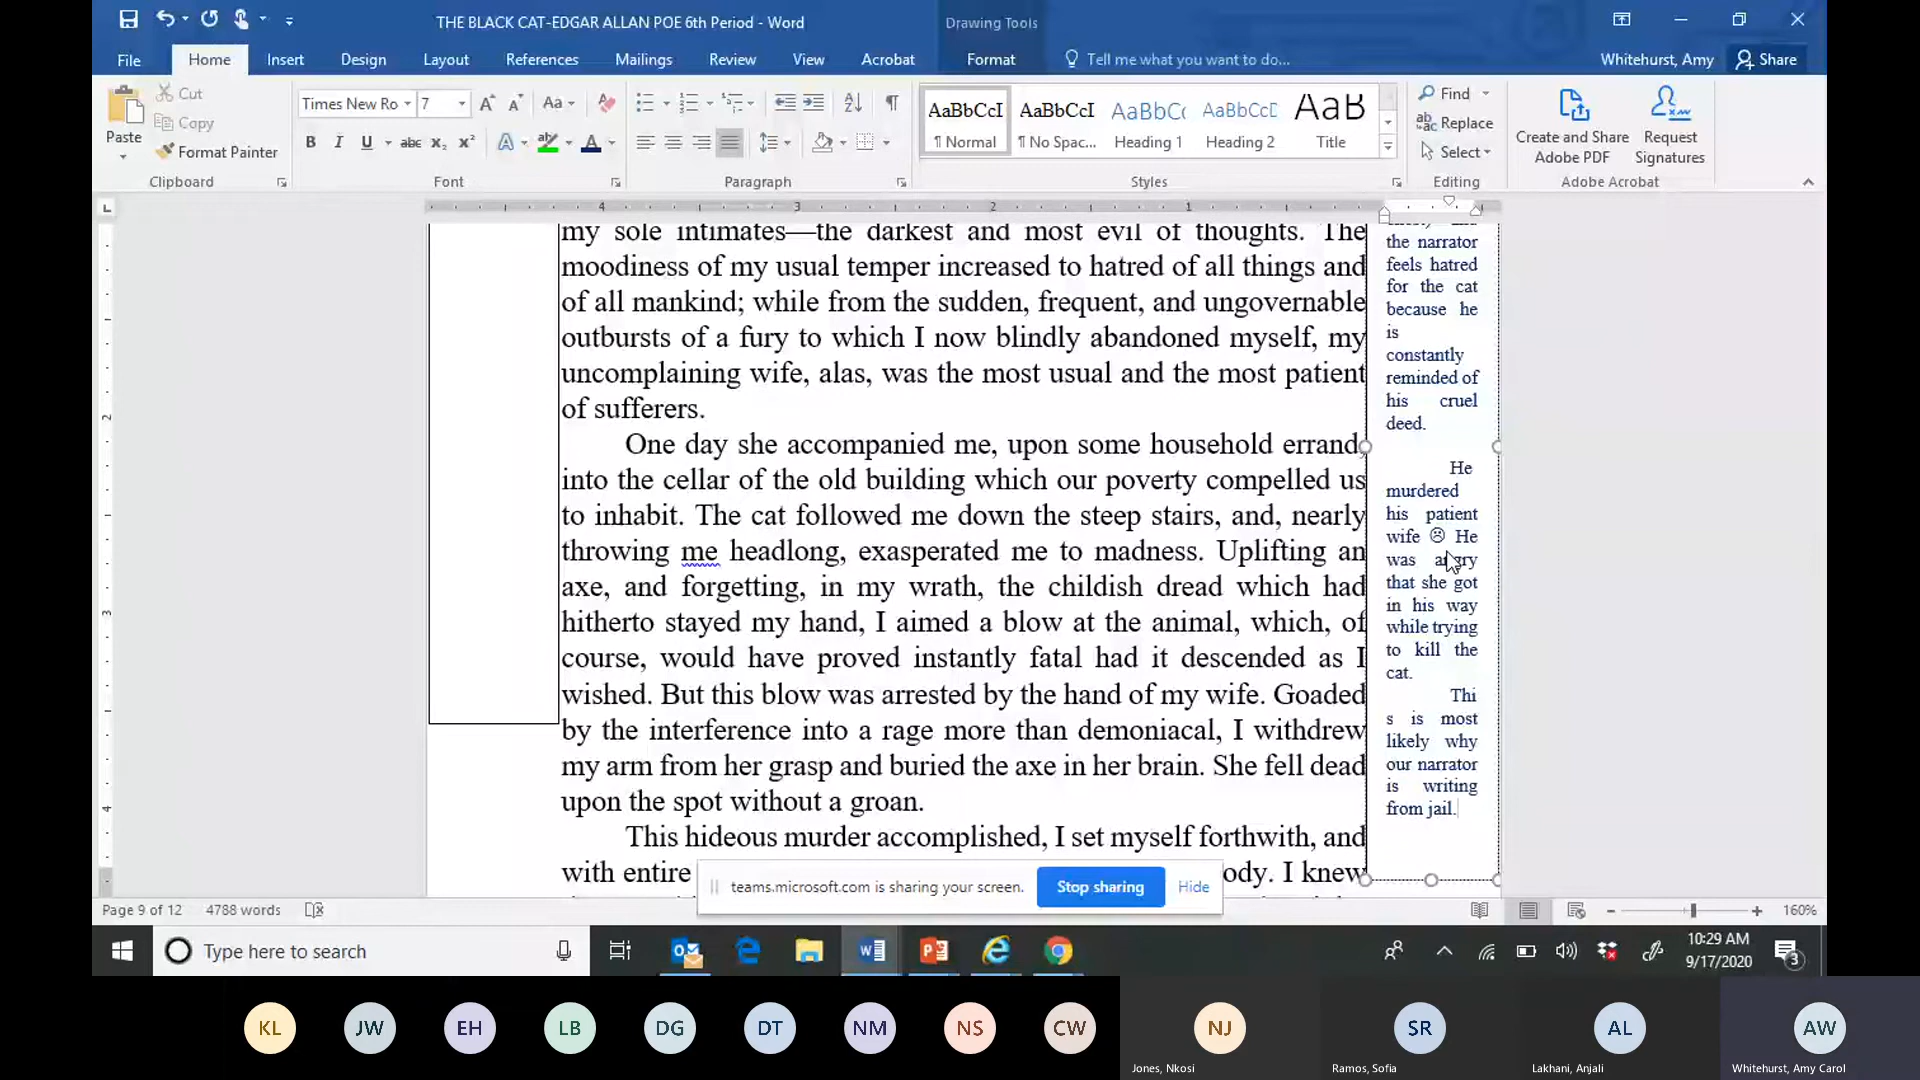 THE BLACK CAT-EDGAR ALLAN POE 6th Period - Word
Drawing Tools
File
Home
Insert
Design
Layout
References
Mailings
Review
View
Acrobat
Format
Tell me what you want to do...
Whitehurst, Amy
Share
Paste
Cut
Copy
Format Painter
Clipboard
Times New Ro
7
Aa
B I U abc x₂ x²
Font
Paragraph
AaBbCcI
¶ Normal
AaBbCcI
¶ No Spac...
AaBbC
Heading 1
AaBbCc
Heading 2
AaB
Title
Styles
Find
Replace
Select
Editing
Create and Share
Adobe PDF
Request
Signatures
Adobe Acrobat
4 3 2 1
my sole intimates—the darkest and most evil of thoughts. The
moodiness of my usual temper increased to hatred of all things and
of all mankind; while from the sudden, frequent, and ungovernable
outbursts of a fury to which I now blindly abandoned myself, my
uncomplaining wife, alas, was the most usual and the most patient
of sufferers.
One day she accompanied me, upon some household errand,
into the cellar of the old building which our poverty compelled us
to inhabit. The cat followed me down the steep stairs, and, nearly
throwing me headlong, exasperated me to madness. Uplifting an
axe, and forgetting, in my wrath, the childish dread which had
hitherto stayed my hand, I aimed a blow at the animal, which, of
course, would have proved instantly fatal had it descended as I
wished. But this blow was arrested by the hand of my wife. Goaded
by the interference into a rage more than demoniacal, I withdrew
my arm from her grasp and buried the axe in her brain. She fell dead
upon the spot without a groan.
This hideous murder accomplished, I set myself forthwith, and
with entire ody. I knew
the narrator
feels hatred
for the cat
because he
is
constantly
reminded of
his cruel
deed.
He
murdered
his patient
wife ☹ He
was angry
that she got
in his way
while trying
to kill the
cat.
Thi
s is most
likely why
our narrator
is writing
from jail.
2
3
4
teams.microsoft.com is sharing your screen.
Stop sharing
Hide
Page 9 of 12
4788 words
160%
Type here to search
10:29 AM
9/17/2020
3
KL
JW
EH
LB
DG
DT
NM
NS
CW
NJ
Jones, Nkosi
SR
Ramos, Sofia
AL
Lakhani, Anjali
AW
Whitehurst, Amy Carol